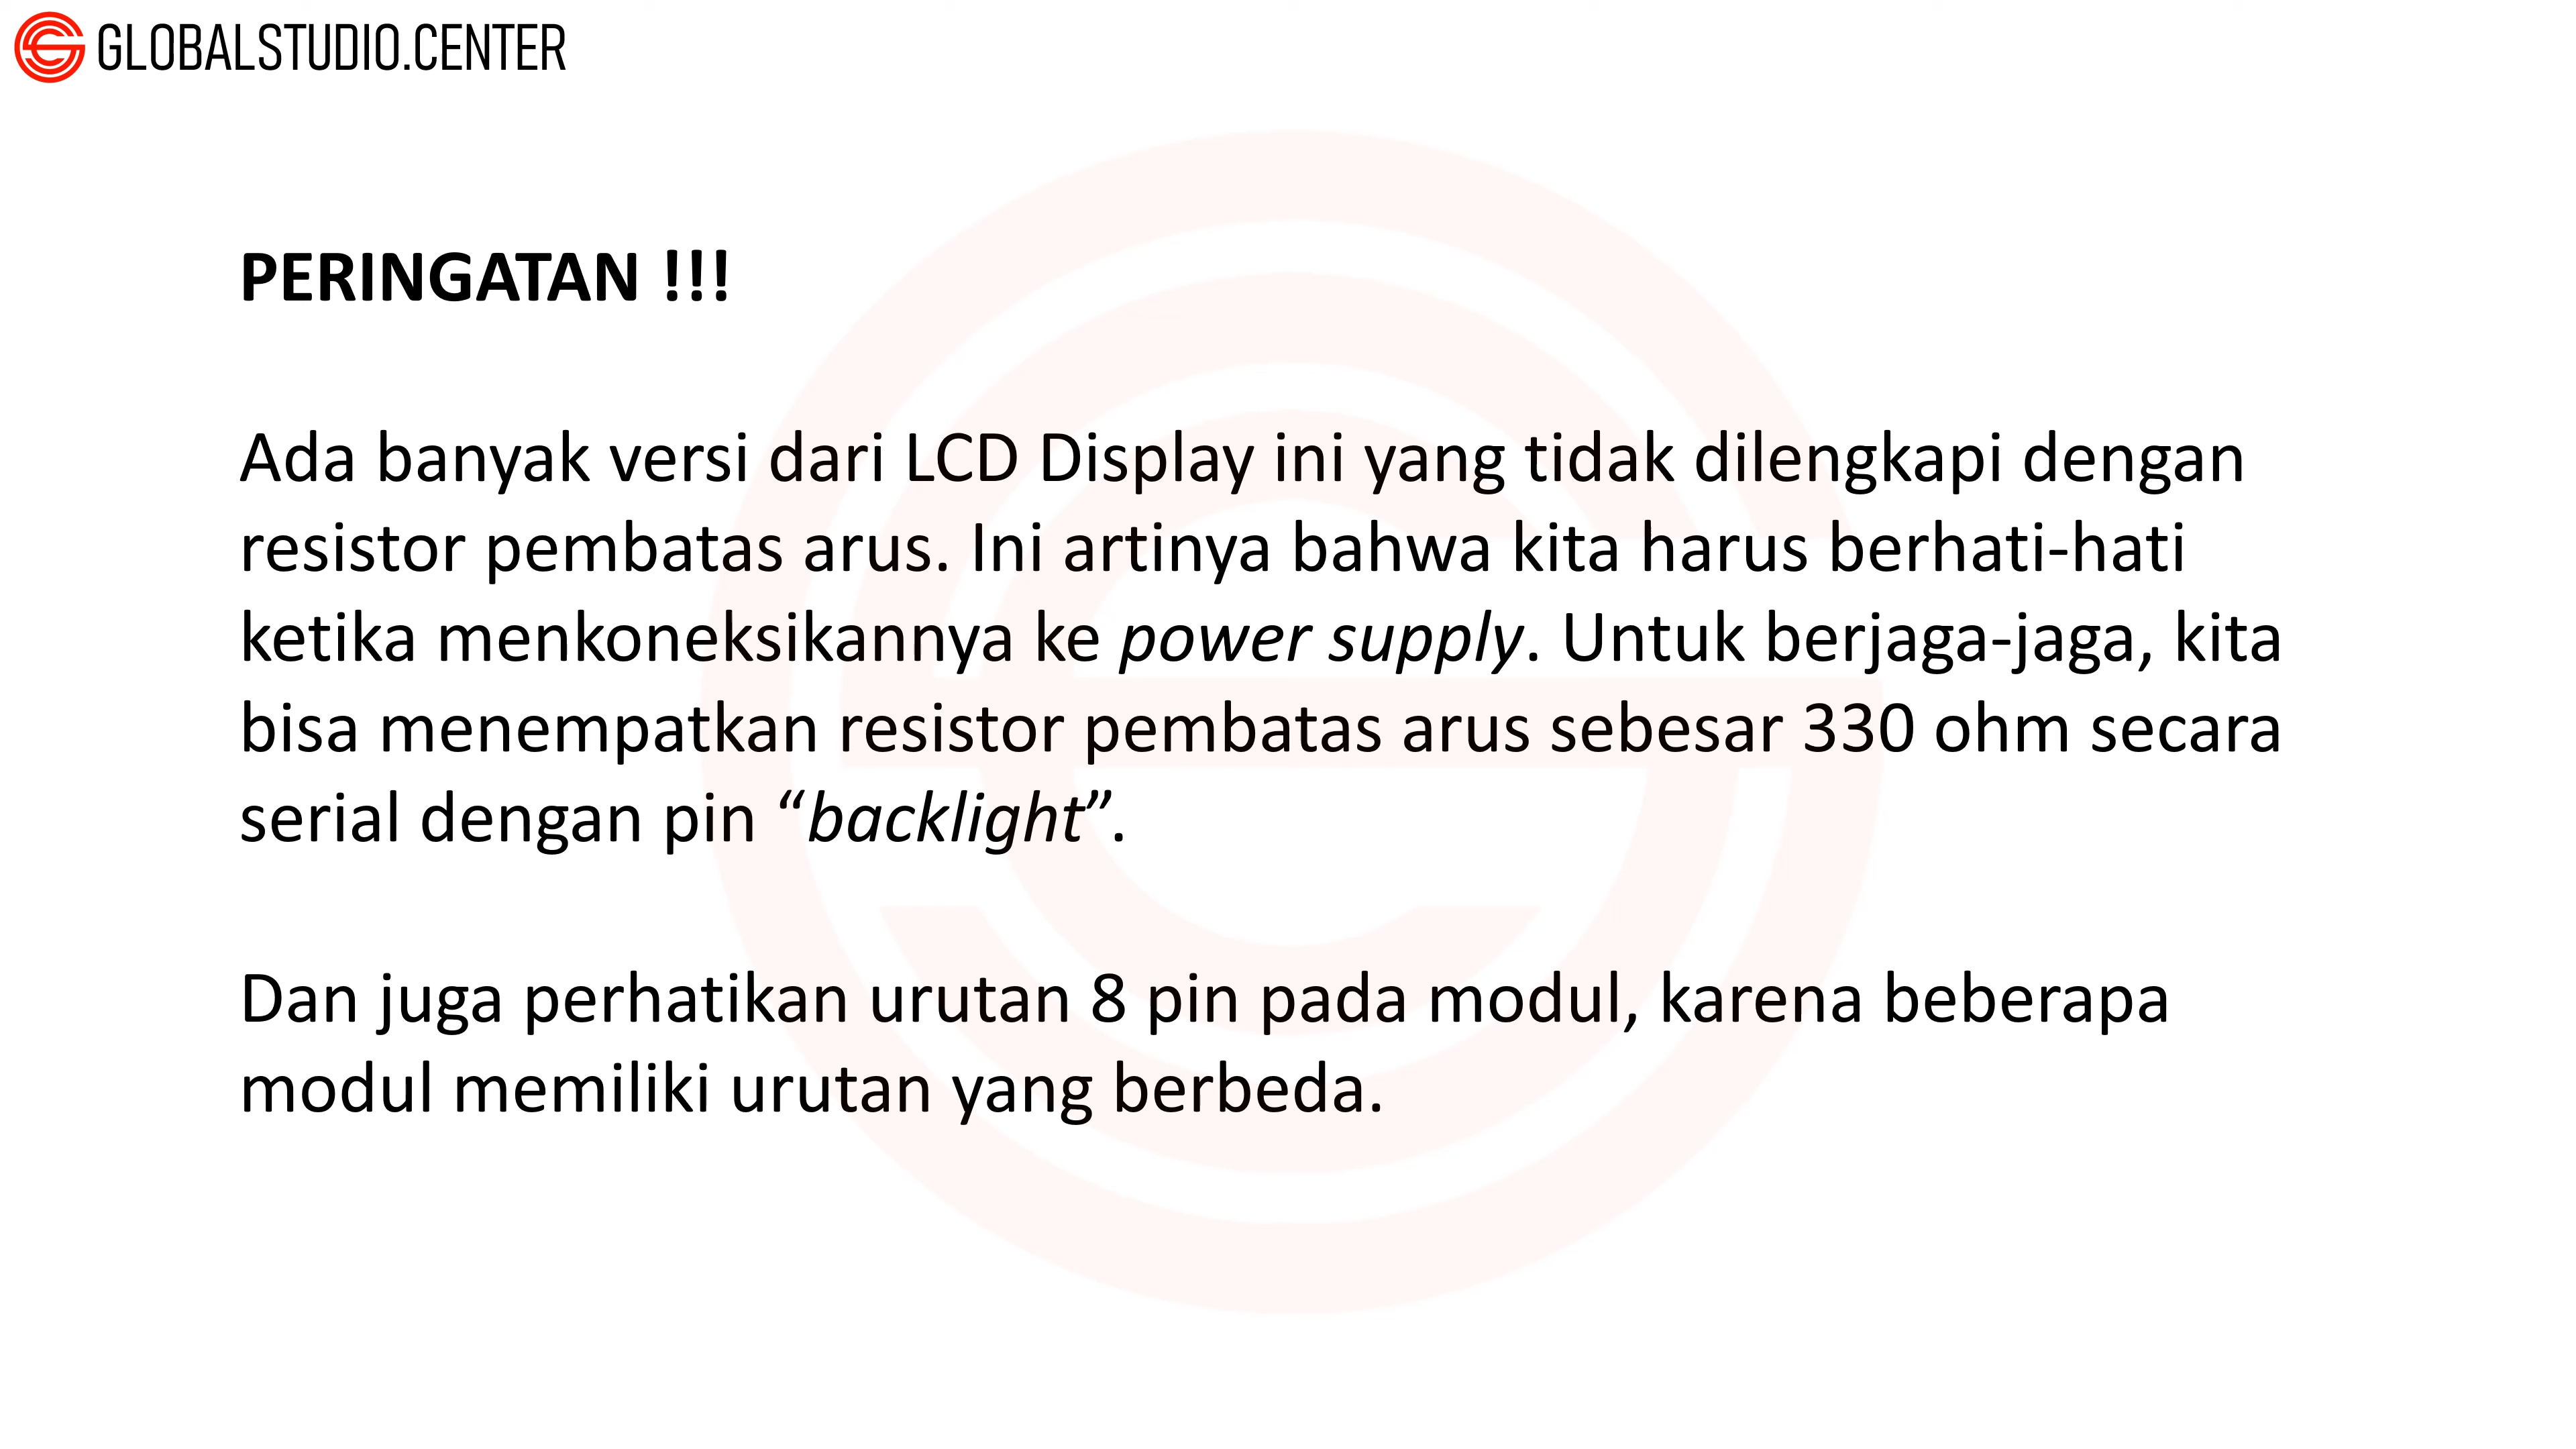 GLOBALSTUDIO.CENTER
PERINGATAN !!!
Ada banyak versi dari LCD Display ini yang tidak dilengkapi dengan
resistor pembatas arus. Ini artinya bahwa kita harus berhati-hati
ketika menkoneksikannya ke power supply. Untuk berjaga-jaga, kita
bisa menempatkan resistor pembatas arus sebesar 330 ohm secara
serial dengan pin “backlight”.
Dan juga perhatikan urutan 8 pin pada modul, karena beberapa
modul memiliki urutan yang berbeda.